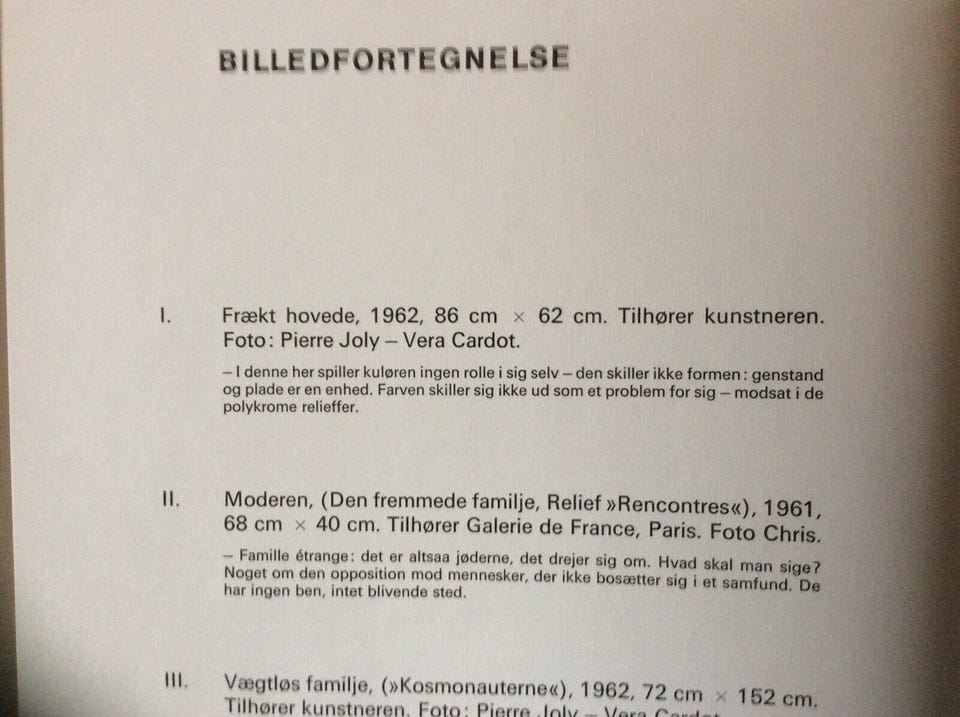 BILLEDFORTEGNELSE
I. Frækt hovede, 1962, 86 cm × 62 cm. Tilhører kunstneren.
Foto: Pierre Joly – Vera Cardot.
– I denne her spiller kuløren ingen rolle i sig selv – den skiller ikke formen: genstand
og plade er en enhed. Farven skiller sig ikke ud som et problem for sig – modsat i de
polykrome relieffer.
II. Moderen, (Den fremmede familje, Relief »Rencontres«), 1961,
68 cm × 40 cm. Tilhører Galerie de France, Paris. Foto Chris.
– Famille étrange: det er altsaa jøderne, det drejer sig om. Hvad skal man sige?
Noget om den opposition mod mennesker, der ikke bosætter sig i et samfund. De
har ingen ben, intet blivende sted.
III. Vægtløs familje, (»Kosmonauterne«), 1962, 72 cm × 152 cm.
Tilhører kunstneren. Foto: Pierre Joly – Vera Cardot.